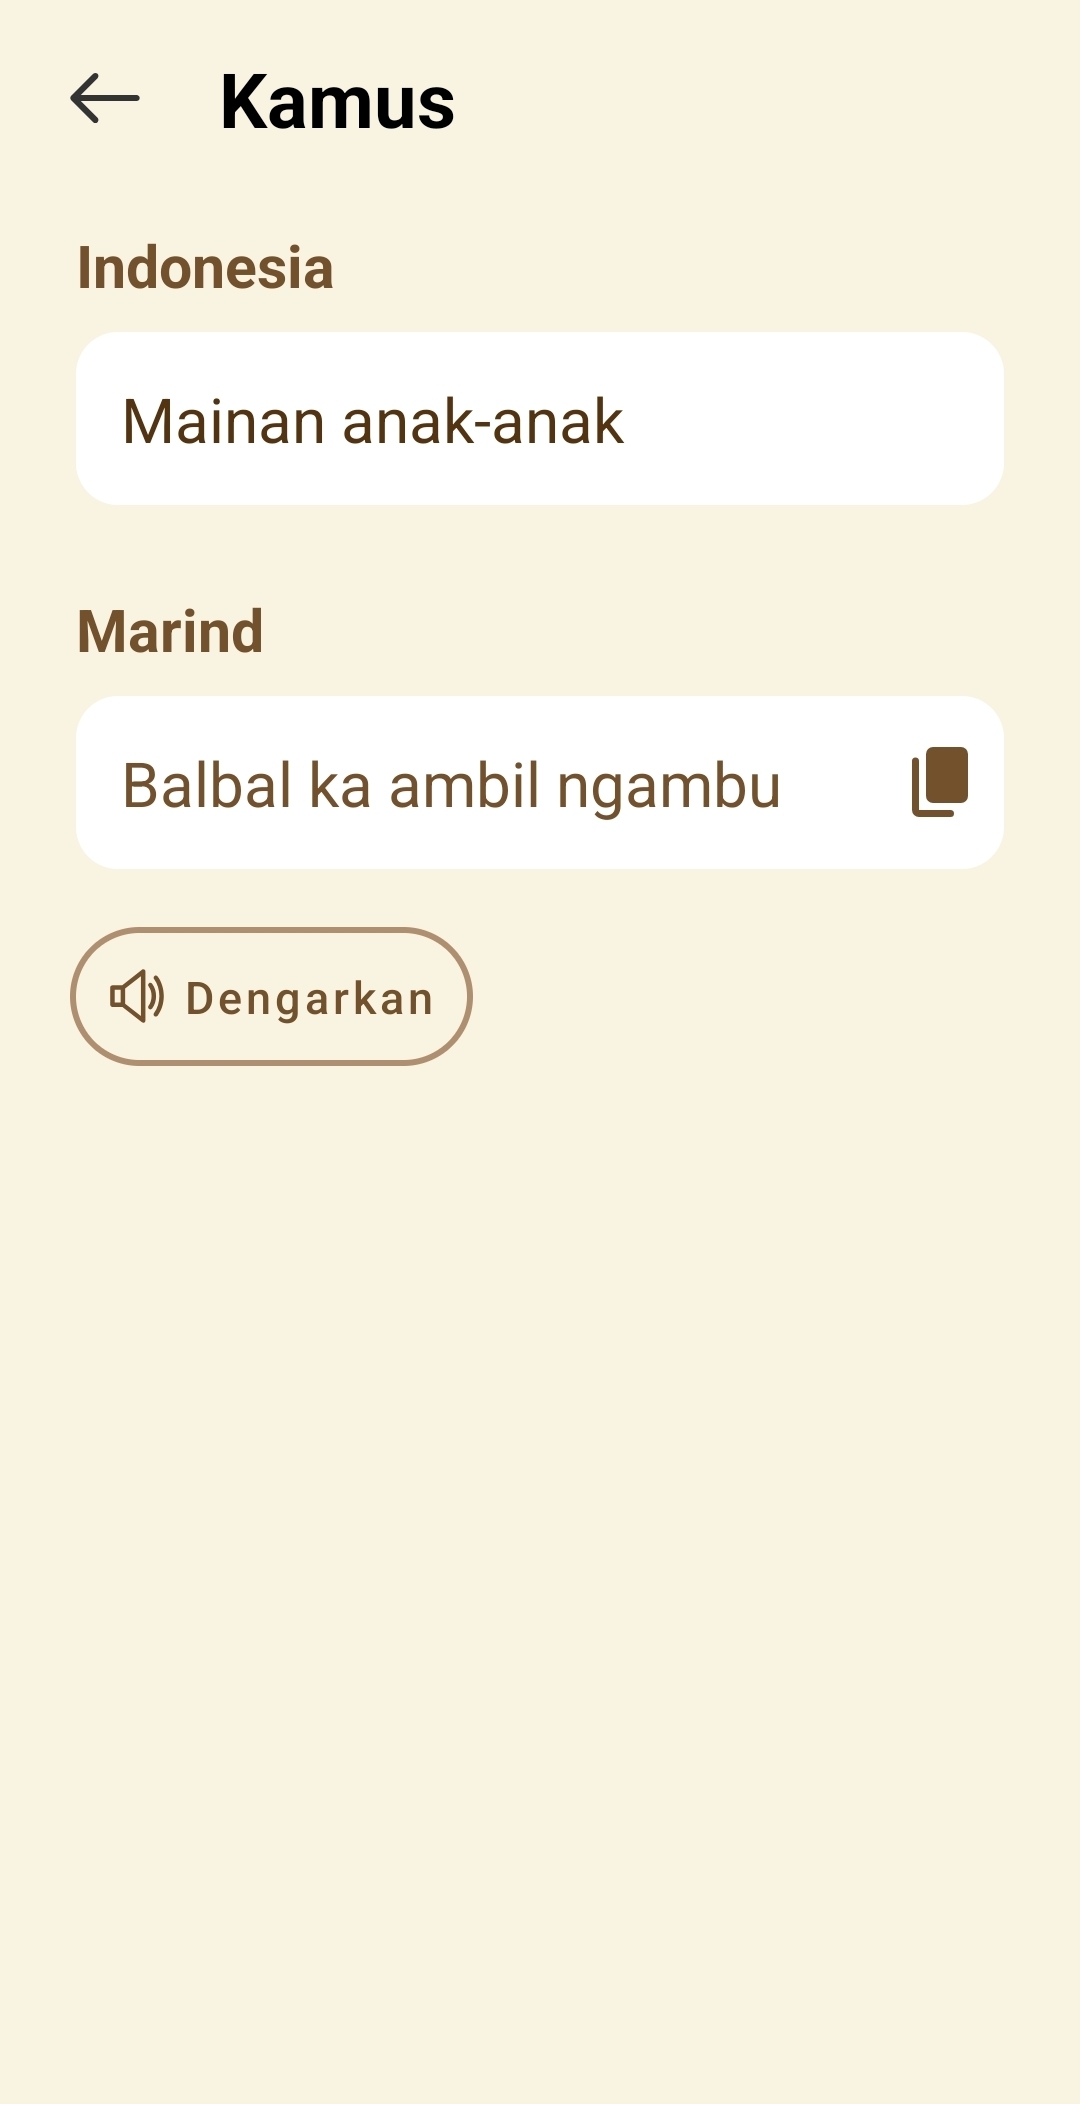 Kamus
Indonesia
Mainan anak-anak
Marind
Balbal ka ambil ngambu
Dengarkan